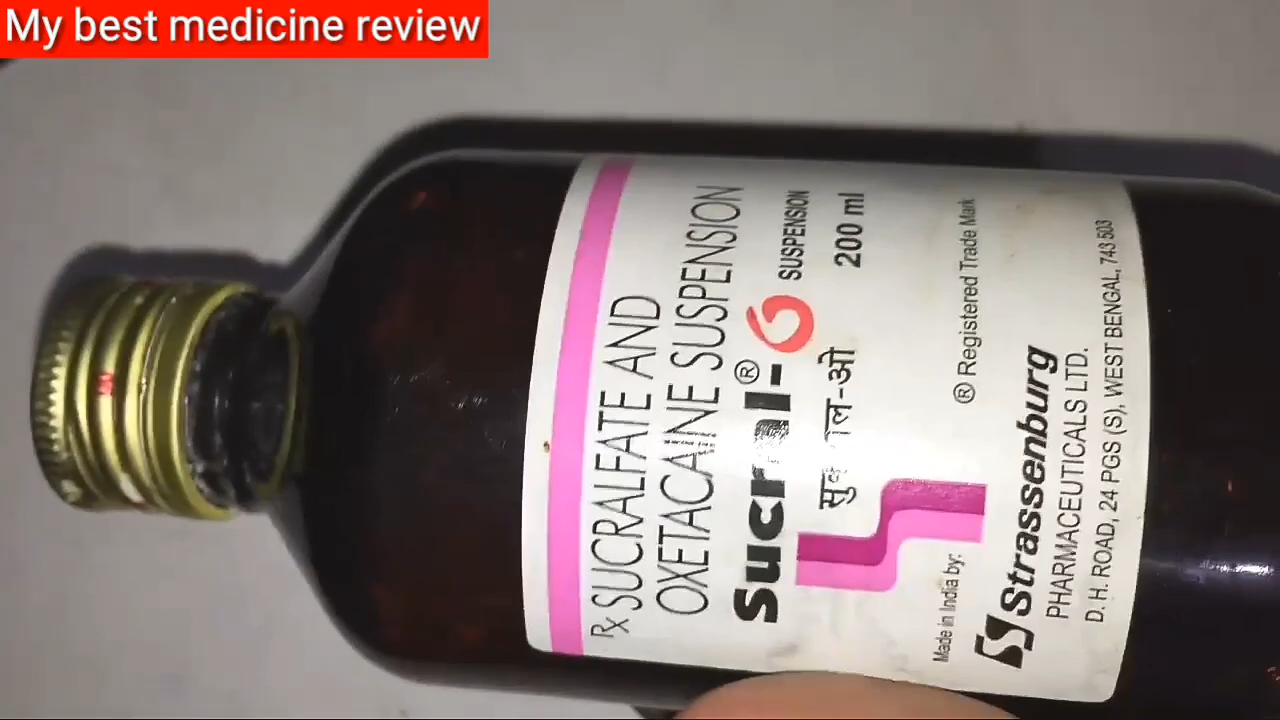 My best medicine review
Rx SUCRALFATE AND
OXETACANE SUSPENSION
Sucral®-O SUSPENSION
200 ml
® Registered Trade Mark
Made in India by:
Strassenburg
PHARMACEUTICALS LTD.
D. H. ROAD, 24 PGS (S), WEST BENGAL, 743 503